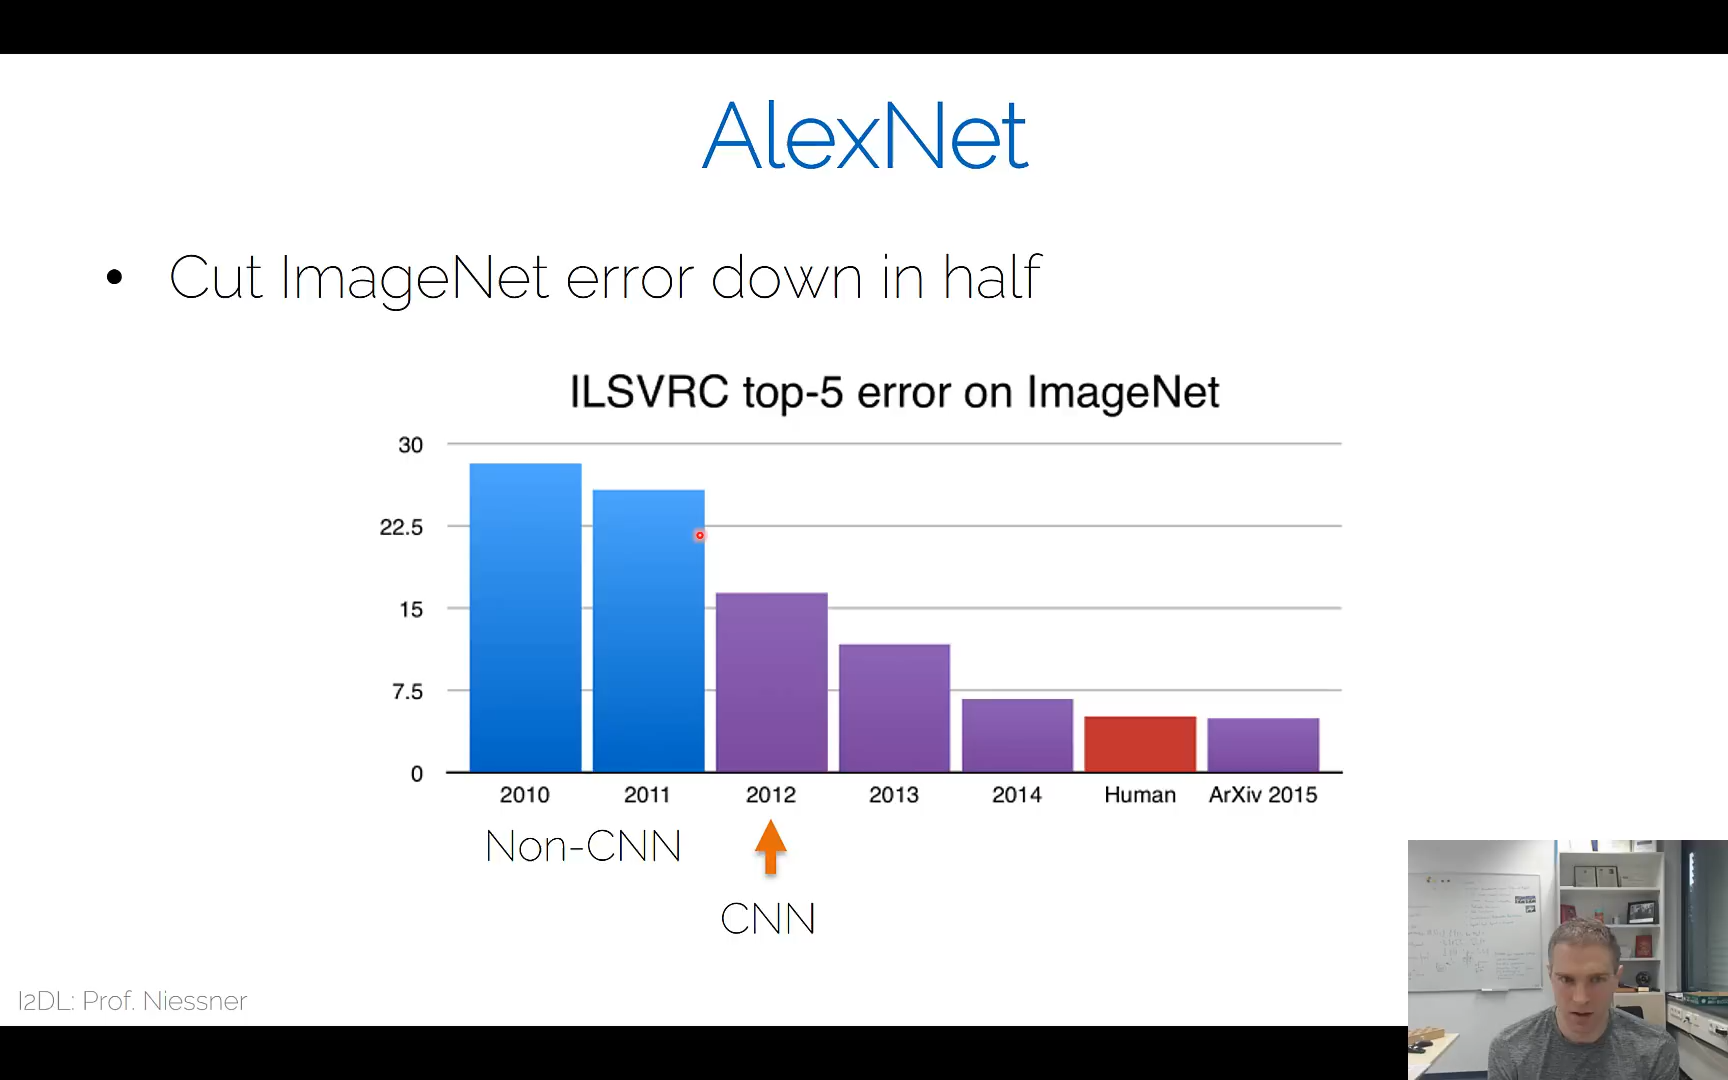 AlexNet
• Cut ImageNet error down in half
ILSVRC top-5 error on ImageNet
30
22.5
15
7.5
0
2010 2011 2012 2013 2014 Human ArXiv 2015
Non-CNN
CNN
I2DL: Prof. Niessner